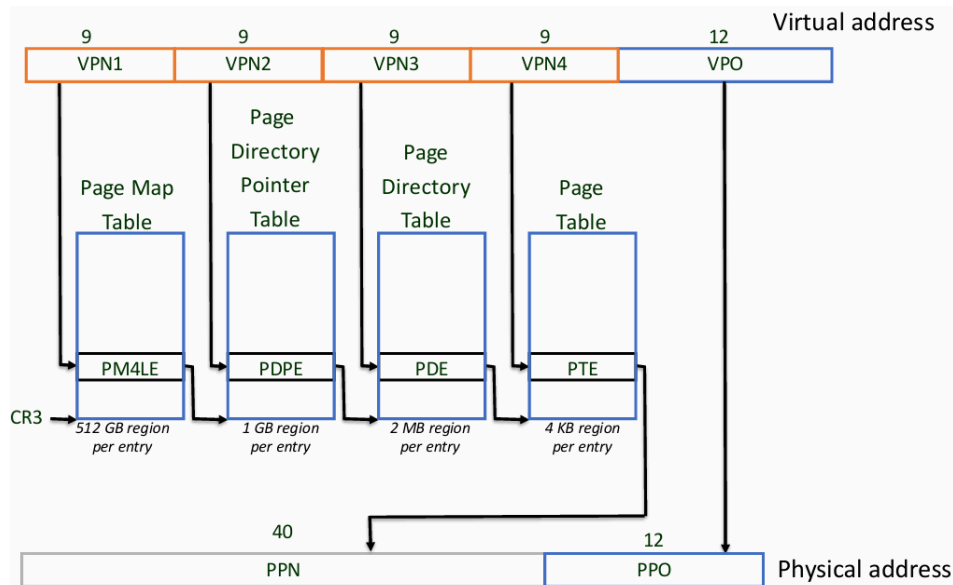 Virtual address
9 9 9 9 12
VPN1 VPN2 VPN3 VPN4 VPO
Page Map
Table
Page
Directory
Pointer
Table
Page
Directory
Table
Page
Table
PM4LE PDPE PDE PTE
CR3
512 GB region
per entry
1 GB region
per entry
2 MB region
per entry
4 KB region
per entry
40 12
PPN PPO
Physical address